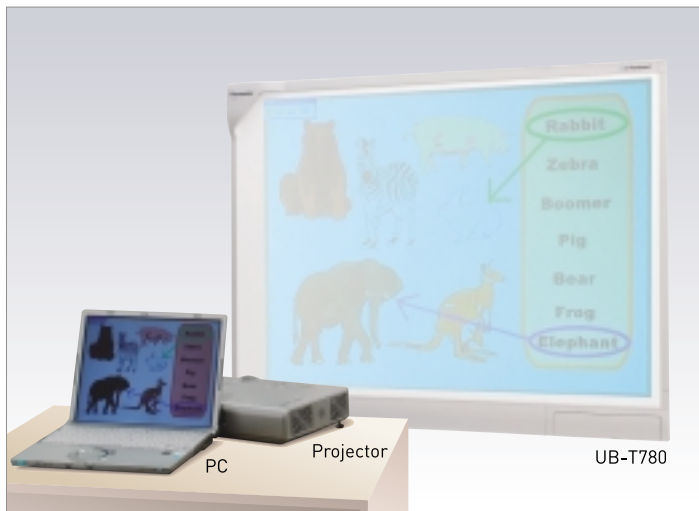 Rabbit
Zebra
Boomer
Pig
Bear
Frog
Elephant
PC
Projector
UB-T780